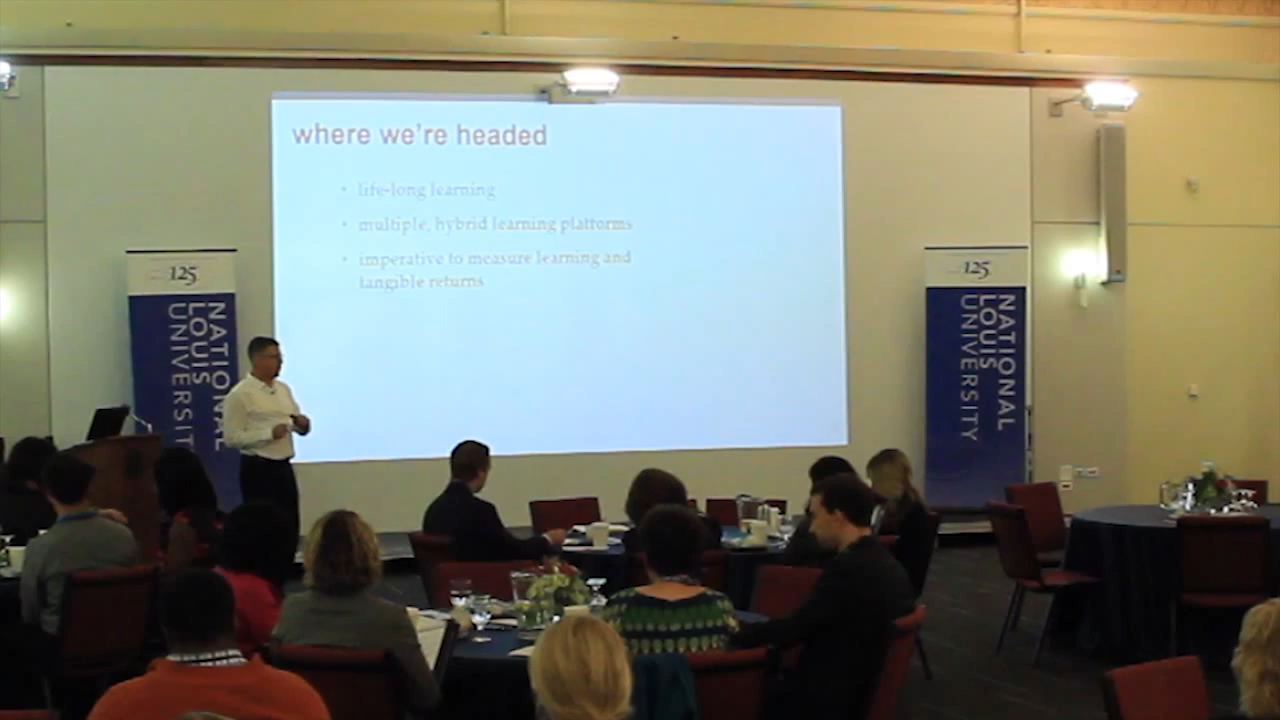 where we're headed
• life-long learning
• multiple, hybrid learning platforms
• imperative to measure learning and
tangible returns
125
NATIONAL
LOUIS
UNIVERSITY
125
NATIONAL
LOUIS
UNIVERSITY